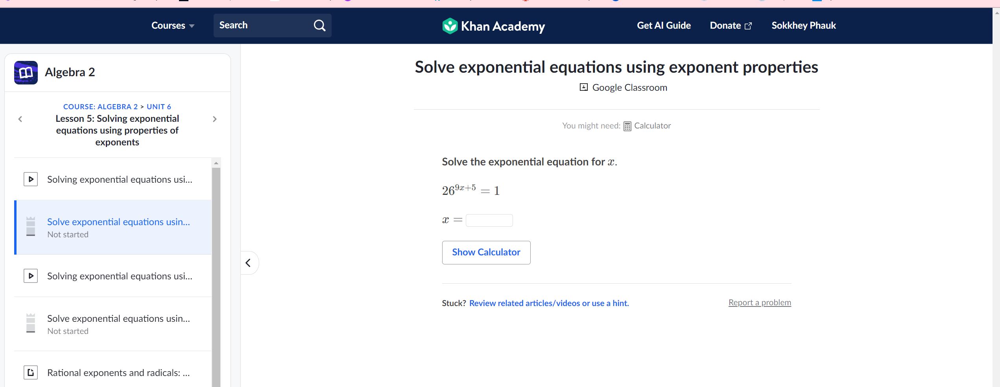 Courses
Search
Khan Academy
Get AI Guide
Donate
Sokkhey Phauk
Algebra 2
COURSE: ALGEBRA 2 > UNIT 6
Lesson 5: Solving exponential
equations using properties of
exponents
Solving exponential equations usi...
Solve exponential equations usin...
Not started
Solving exponential equations usi...
Solve exponential equations usin...
Not started
Rational exponents and radicals: ...
Solve exponential equations using exponent properties
Google Classroom
You might need: Calculator
Solve the exponential equation for x.
26^{9x+5} = 1
x =
Show Calculator
Stuck? Review related articles/videos or use a hint.
Report a problem